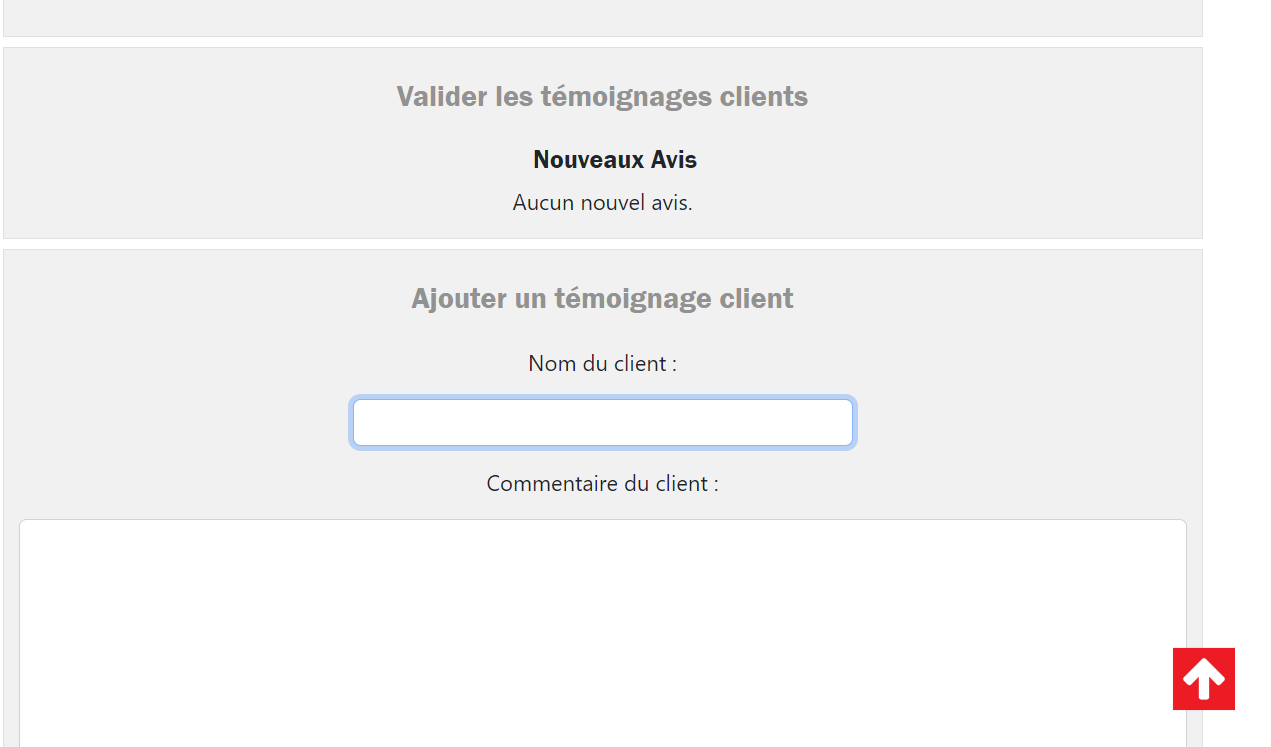 Valider les témoignages clients
Nouveaux Avis
Aucun nouvel avis.
Ajouter un témoignage client
Nom du client :
Commentaire du client :